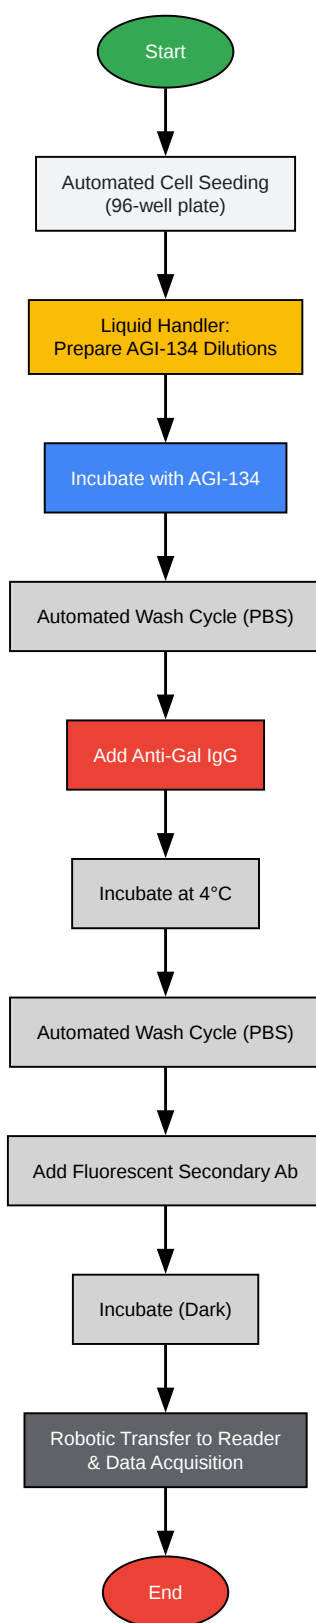 Start
Automated Cell Seeding
(96-well plate)
Liquid Handler:
Prepare AGI-134 Dilutions
Incubate with AGI-134
Automated Wash Cycle (PBS)
Add Anti-Gal IgG
Incubate at 4°C
Automated Wash Cycle (PBS)
Add Fluorescent Secondary Ab
Incubate (Dark)
Robotic Transfer to Reader
& Data Acquisition
End